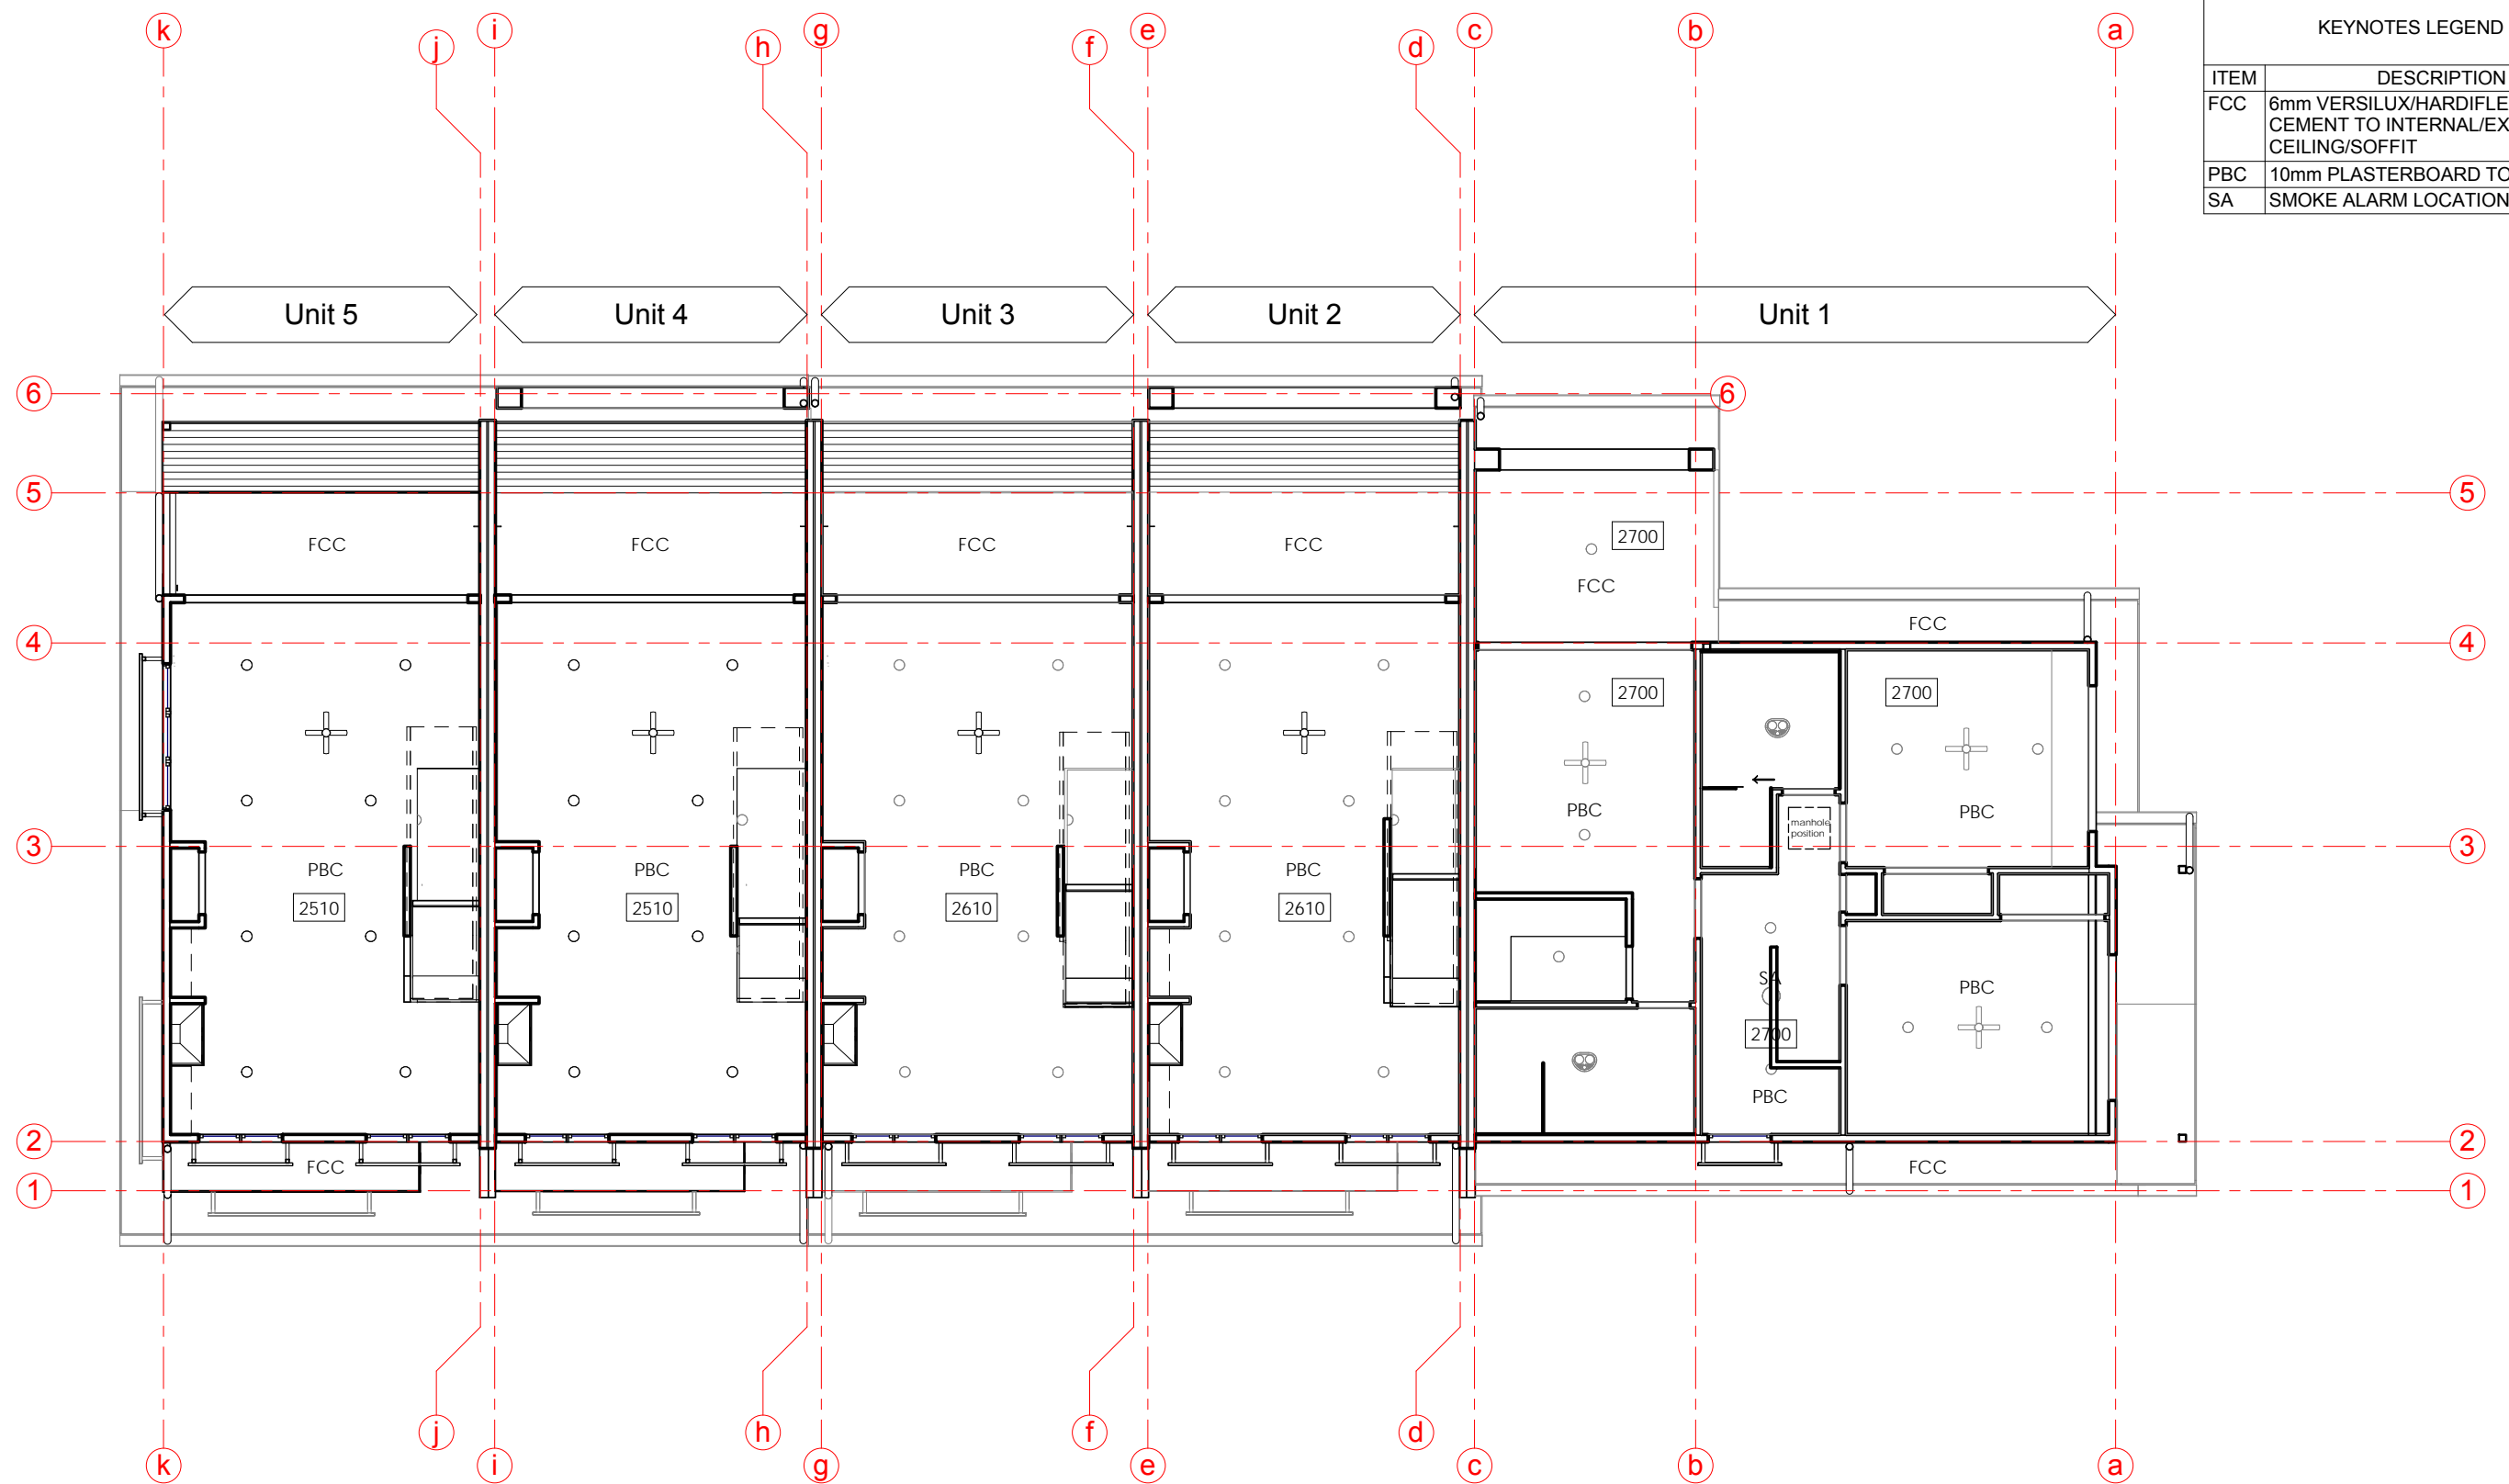 k
i
g
e
c
b
a
j
h
f
d
KEYNOTES LEGEND
ITEM DESCRIPTION
FCC 6mm VERSILUX/HARDIFLE
CEMENT TO INTERNAL/EX
CEILING/SOFFIT
PBC 10mm PLASTERBOARD TO
SA SMOKE ALARM LOCATION
Unit 5 Unit 4 Unit 3 Unit 2 Unit 1
6 6
5 5
2700
FCC FCC FCC FCC
FCC
FCC
4 4
2700 2700
PBC PBC
manhole
position
3 3
PBC PBC PBC PBC
2510 2510 2610 2610
SA PBC
2700
PBC
2 2
FCC FCC
1 1
j h f d
k i g e c b a